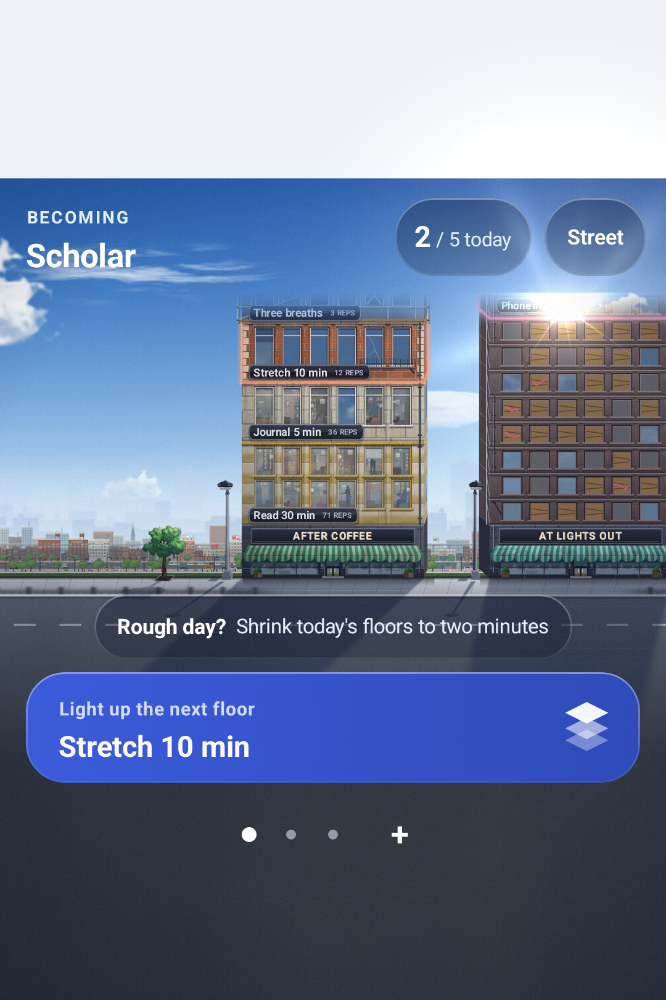 BECOMING
Scholar
2 / 5 today
Street
Three breaths 3 REPS
Phone
Stretch 10 min 12 REPS
Journal 5 min 36 REPS
Read 30 min 71 REPS
AFTER COFFEE
AT LIGHTS OUT
Rough day? Shrink today's floors to two minutes
Light up the next floor
Stretch 10 min
+